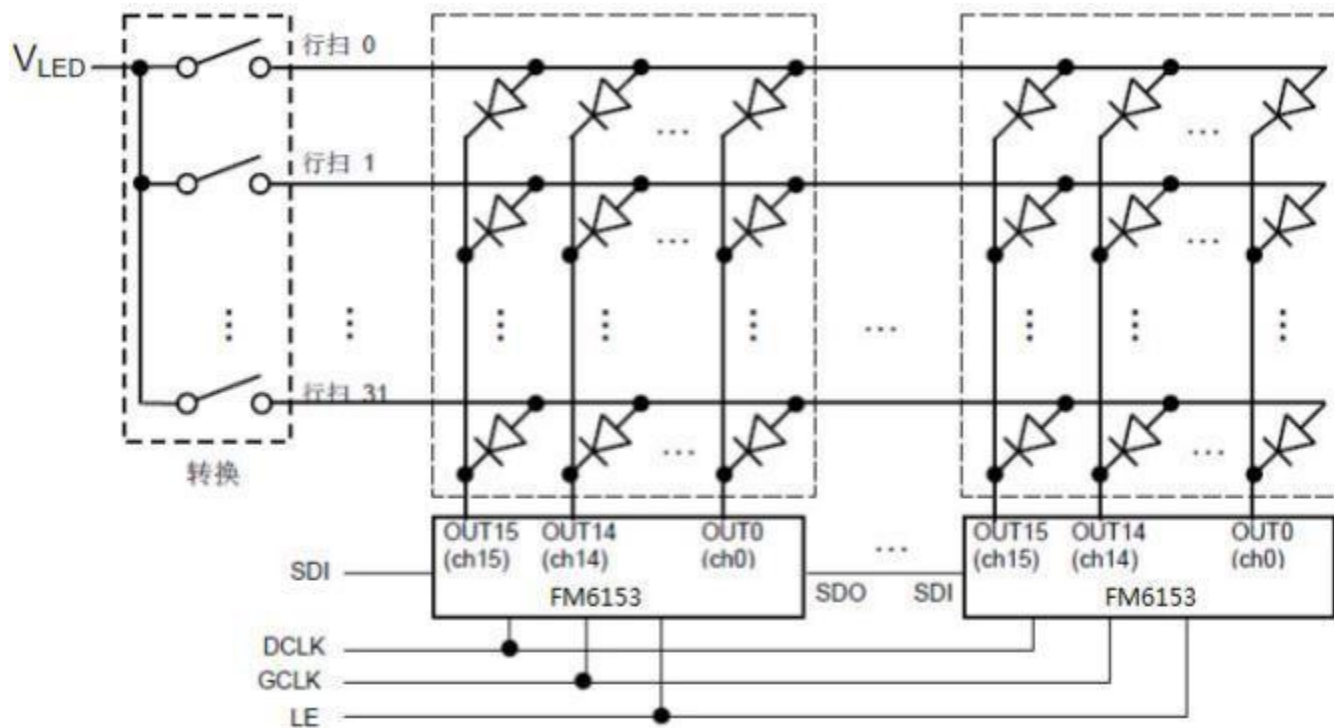 VLED
行扫 0
行扫 1
行扫 31
转换
OUT15 OUT14 OUT0
(ch15) (ch14) (ch0)
FM6153
SDI
SDO SDI
OUT15 OUT14 OUT0
(ch15) (ch14) (ch0)
FM6153
DCLK
GCLK
LE